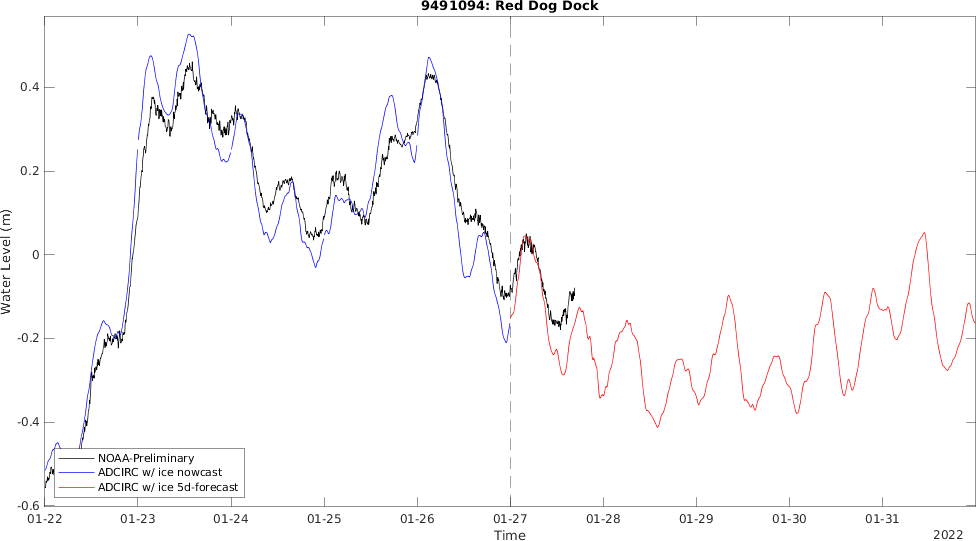 9491094: Red Dog Dock
Water Level (m)
0.4
0.2
0
-0.2
-0.4
-0.6
NOAA-Preliminary
ADCIRC w/ ice nowcast
ADCIRC w/ ice 5d-forecast
01-22 01-23 01-24 01-25 01-26 01-27 01-28 01-29 01-30 01-31
Time
2022